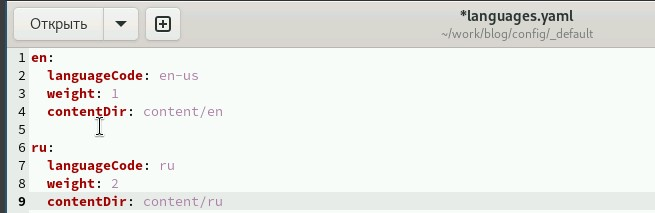 Открыть
*languages.yaml
~/work/blog/config/_default
1 en:
2 languageCode: en-us
3 weight: 1
4 contentDir: content/en
5
6 ru:
7 languageCode: ru
8 weight: 2
9 contentDir: content/ru